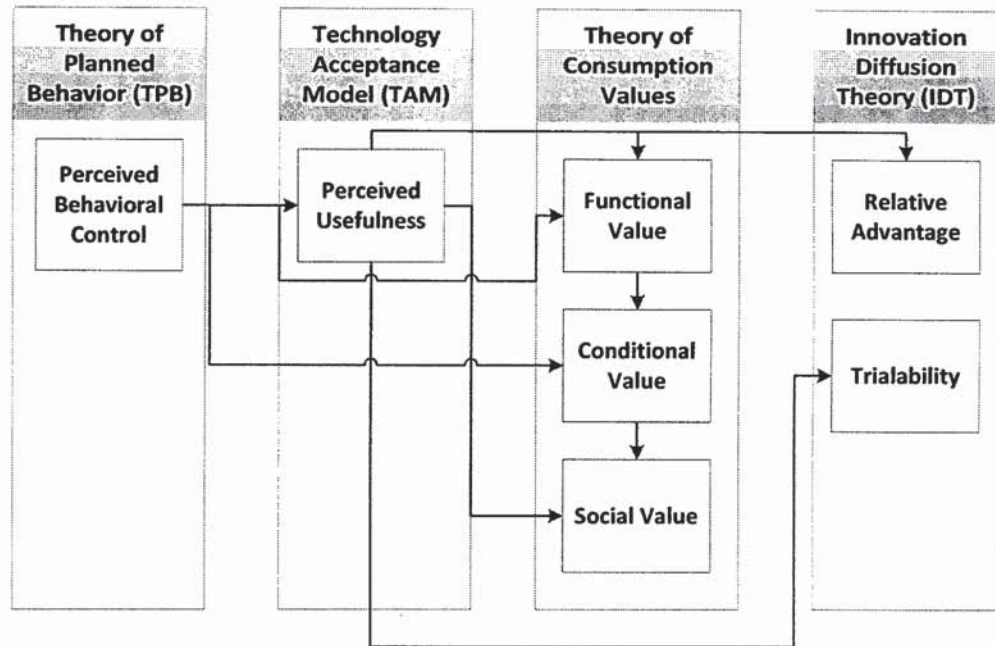 Theory of
Planned
Behavior (TPB)
Technology
Acceptance
Model (TAM)
Theory of
Consumption
Values
Innovation
Diffusion
Theory (IDT)
Perceived
Behavioral
Control
Perceived
Usefulness
Functional
Value
Relative
Advantage
Conditional
Value
Trialability
Social Value